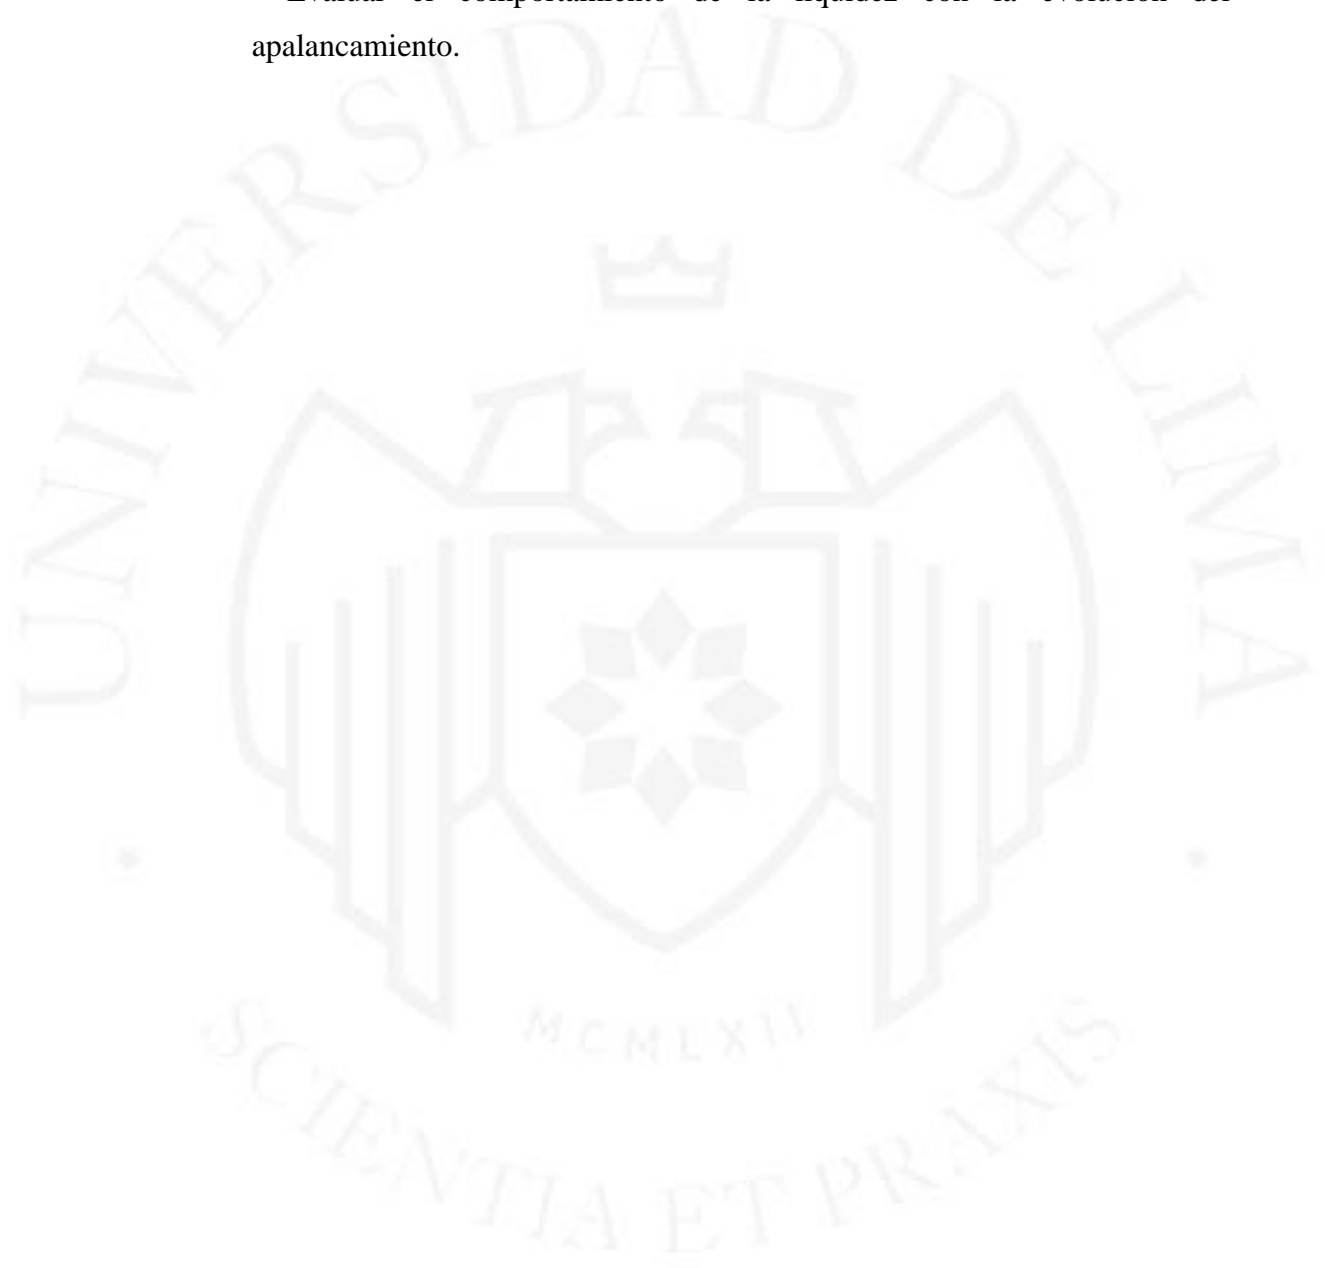 Evaluar el comportamiento de la liquidez con la evolución del
apalancamiento.
UNIVERSIDAD DE LIMA
MCMLXII
SCIENTIA ET PRAXIS